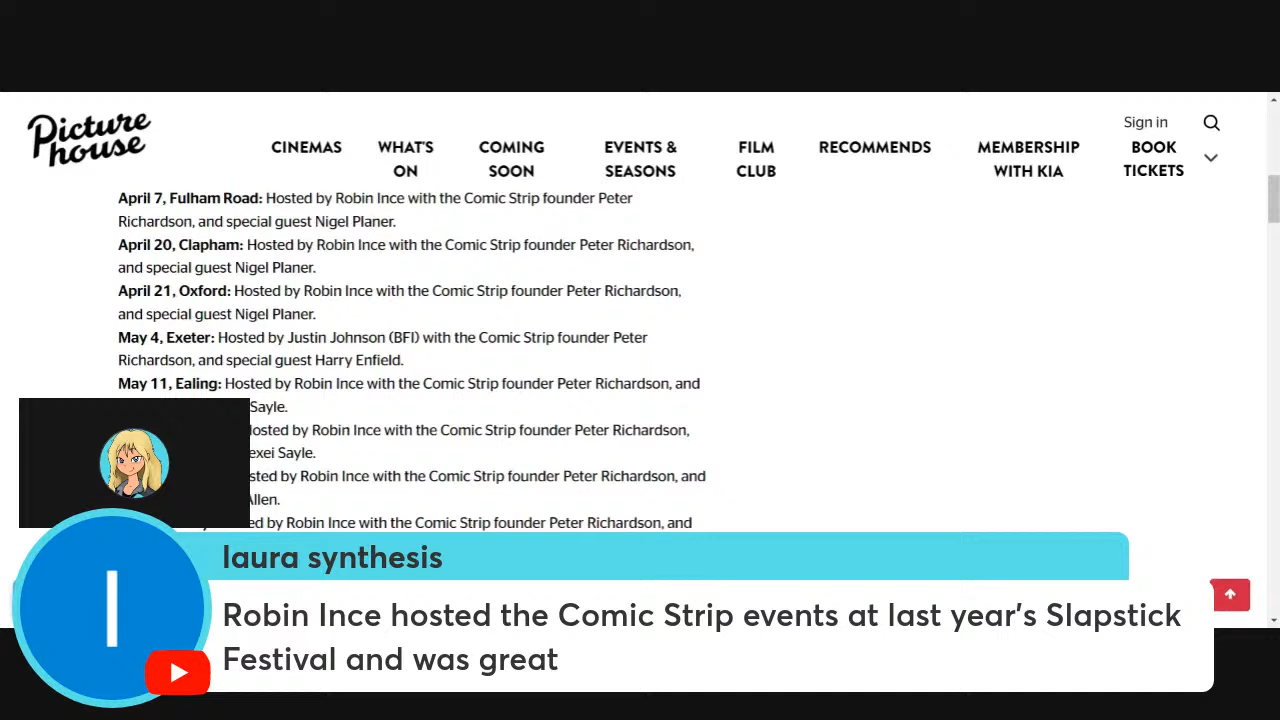 Picture
house
CINEMAS
WHAT'S
ON
COMING
SOON
EVENTS &
SEASONS
FILM
CLUB
RECOMMENDS
MEMBERSHIP
WITH KIA
Sign in
BOOK
TICKETS
April 7, Fulham Road: Hosted by Robin Ince with the Comic Strip founder Peter
Richardson, and special guest Nigel Planer.
April 20, Clapham: Hosted by Robin Ince with the Comic Strip founder Peter Richardson,
and special guest Nigel Planer.
April 21, Oxford: Hosted by Robin Ince with the Comic Strip founder Peter Richardson,
and special guest Nigel Planer.
May 4, Exeter: Hosted by Justin Johnson (BFI) with the Comic Strip founder Peter
Richardson, and special guest Harry Enfield.
May 11, Ealing: Hosted by Robin Ince with the Comic Strip founder Peter Richardson, and
Sayle.
by Robin Ince with the Comic Strip founder Peter Richardson,
Sayle.
by Robin Ince with the Comic Strip founder Peter Richardson, and
by Robin Ince with the Comic Strip founder Peter Richardson, and
l
laura synthesis
Robin Ince hosted the Comic Strip events at last year's Slapstick
Festival and was great